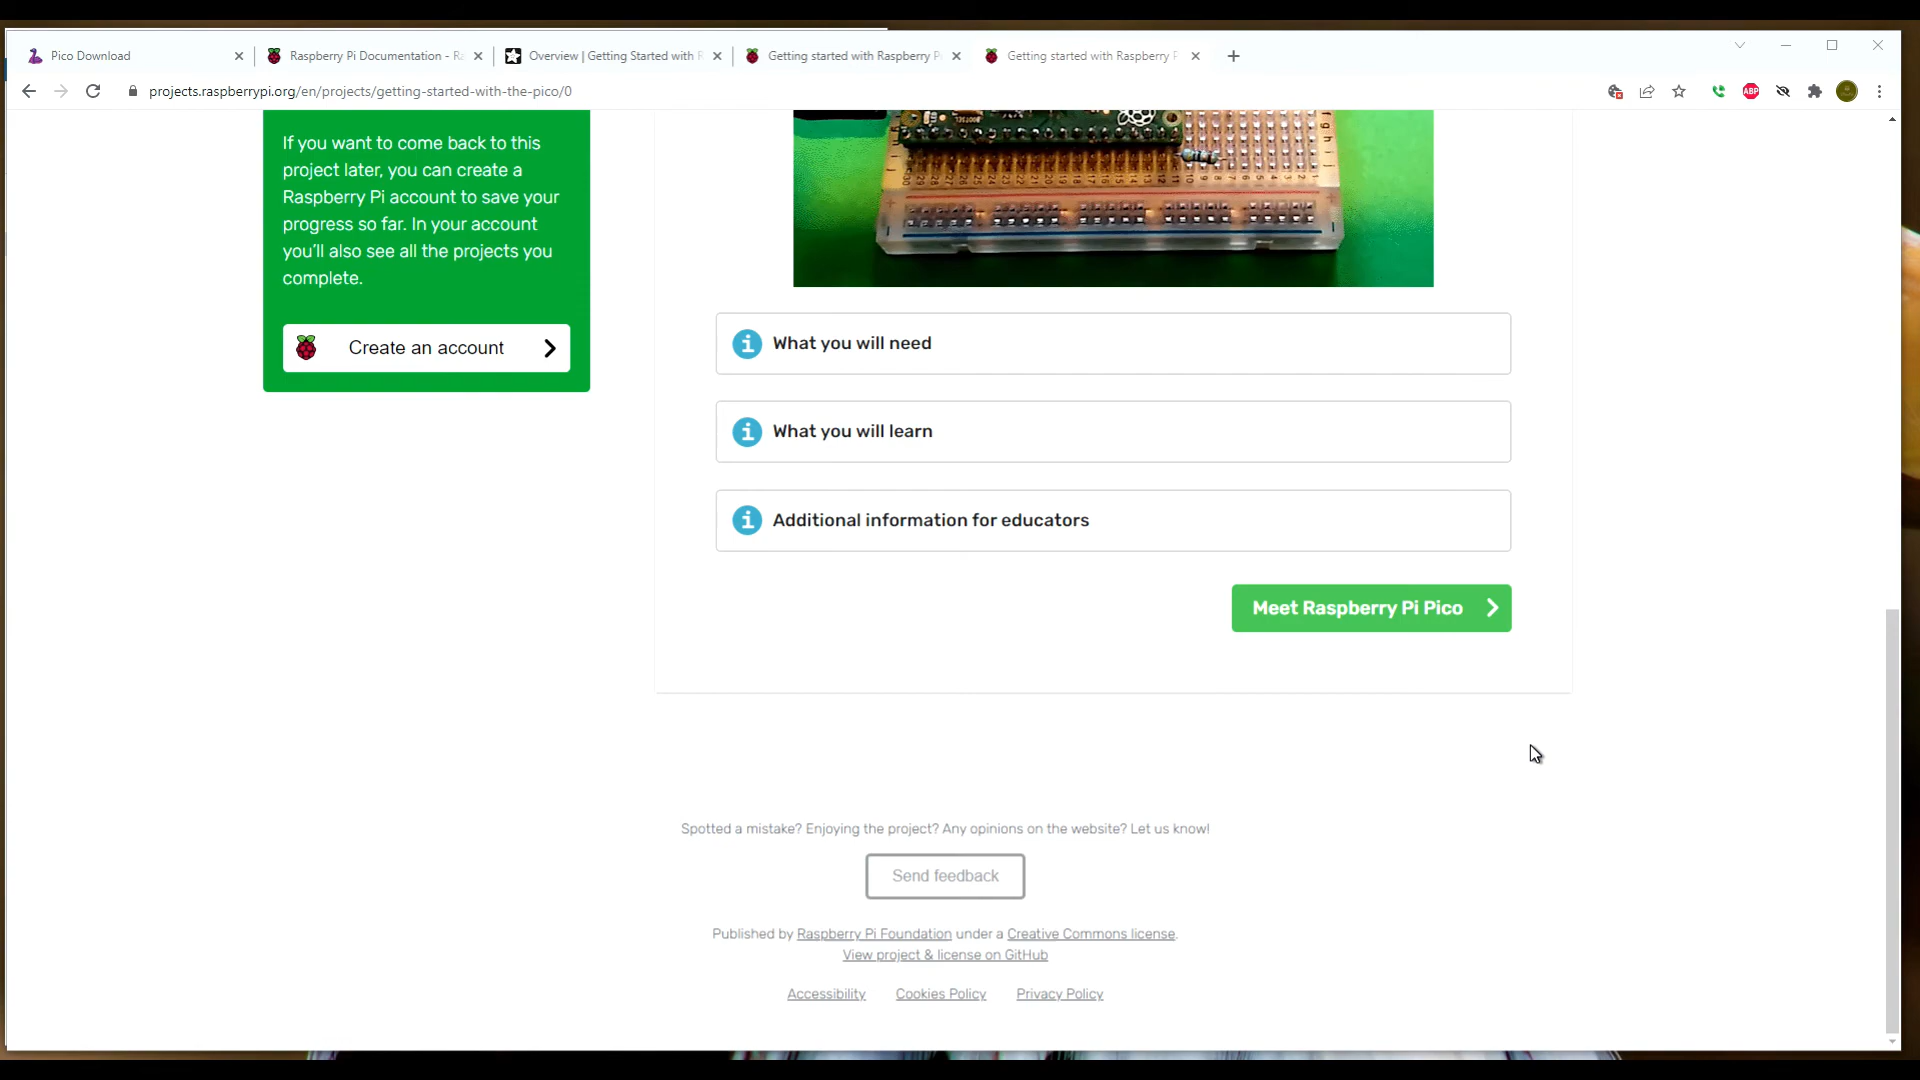 Pico Download
Raspberry Pi Documentation - Ra
Overview | Getting Started with R
Getting started with Raspberry Pi
Getting started with Raspberry P
projects.raspberrypi.org/en/projects/getting-started-with-the-pico/0
ABP
If you want to come back to this
project later, you can create a
Raspberry Pi account to save your
progress so far. In your account
you'll also see all the projects you
complete.
Create an account
BOOTSEL
What you will need
What you will learn
Additional information for educators
Meet Raspberry Pi Pico
Spotted a mistake? Enjoying the project? Any opinions on the website? Let us know!
Send feedback
Published by Raspberry Pi Foundation under a Creative Commons license.
View project & license on GitHub
Accessibility Cookies Policy Privacy Policy